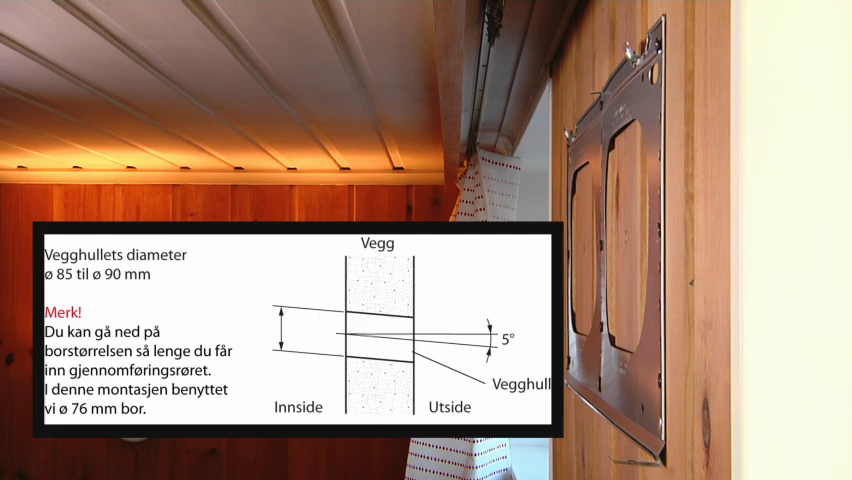 Vegghullets diameter
ø 85 til ø 90 mm
Merk!
Du kan gå ned på
borstørrelsen så lenge du får
inn gjennomføringsrøret.
I denne montasjen benyttet
vi ø 76 mm bor.
Vegg
5°
Vegghull
Innside
Utside